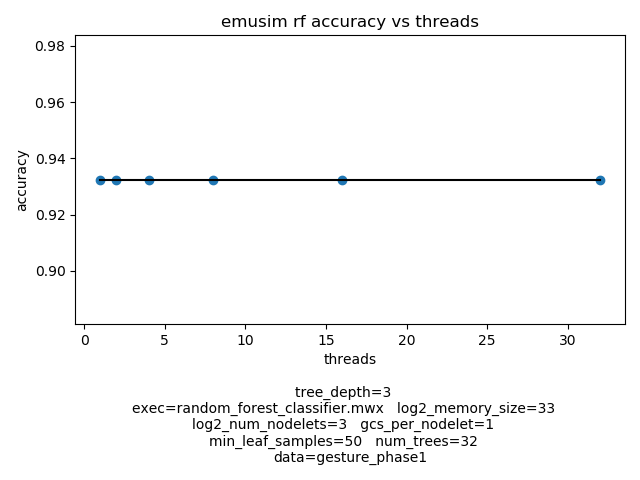 emusim rf accuracy vs threads
0.98
0.96
0.94
0.92
0.90
accuracy
0 5 10 15 20 25 30
threads
tree_depth=3
exec=random_forest_classifier.mwx log2_memory_size=33
log2_num_nodelets=3 gcs_per_nodelet=1
min_leaf_samples=50 num_trees=32
data=gesture_phase1